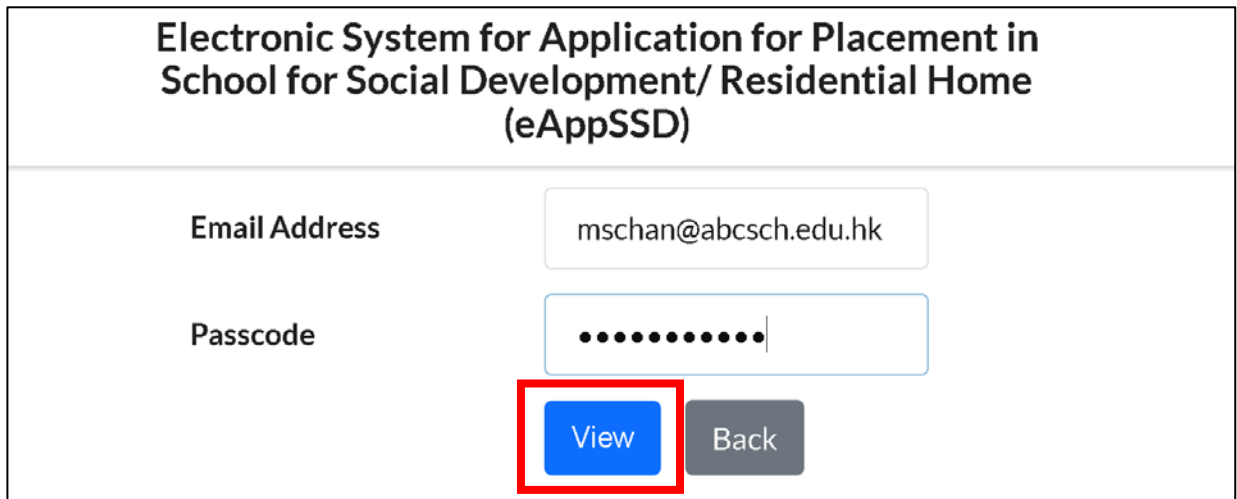 Electronic System for Application for Placement in
School for Social Development/ Residential Home
(eAppSSD)
Email Address
mschan@abcsch.edu.hk
Passcode
•••••••••••
View
Back